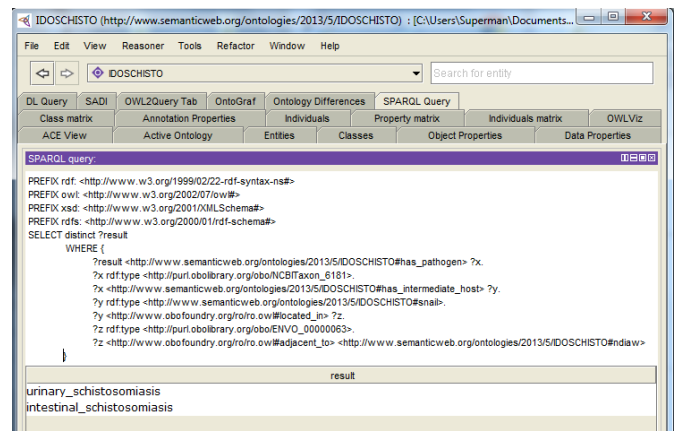 IDOSCHISTO (http://www.semanticweb.org/ontologies/2013/5/IDOSCHISTO) : [C:\Users\Superman\Documents...
File Edit View Reasoner Tools Refactor Window Help
IDOSCHISTO Search for entity
DL Query SADI OWL2Query Tab OntoGraf Ontology Differences SPARQL Query
Class matrix Annotation Properties Individuals Property matrix Individuals matrix OWLViz
ACE View Active Ontology Entities Classes Object Properties Data Properties
SPARQL query:
PREFIX rdf: <http://www.w3.org/1999/02/22-rdf-syntax-ns#>
PREFIX owl: <http://www.w3.org/2002/07/owl#>
PREFIX xsd: <http://www.w3.org/2001/XMLSchema#>
PREFIX rdfs: <http://www.w3.org/2000/01/rdf-schema#>
SELECT distinct ?result
WHERE {
?result <http://www.semanticweb.org/ontologies/2013/5/IDOSCHISTO#has_pathogen> ?x.
?x rdf:type <http://purl.obolibrary.org/obo/NCBITaxon_6181>.
?x <http://www.semanticweb.org/ontologies/2013/5/IDOSCHISTO#has_intermediate_host> ?y.
?y rdf:type <http://www.semanticweb.org/ontologies/2013/5/IDOSCHISTO#snail>.
?y <http://www.obofoundry.org/ro/ro.owl#located_in> ?z.
?z rdf:type <http://purl.obolibrary.org/obo/ENVO_00000063>.
?z <http://www.obofoundry.org/ro/ro.owl#adjacent_to> <http://www.semanticweb.org/ontologies/2013/5/IDOSCHISTO#ndiaw>
}
result
urinary_schistosomiasis
intestinal_schistosomiasis